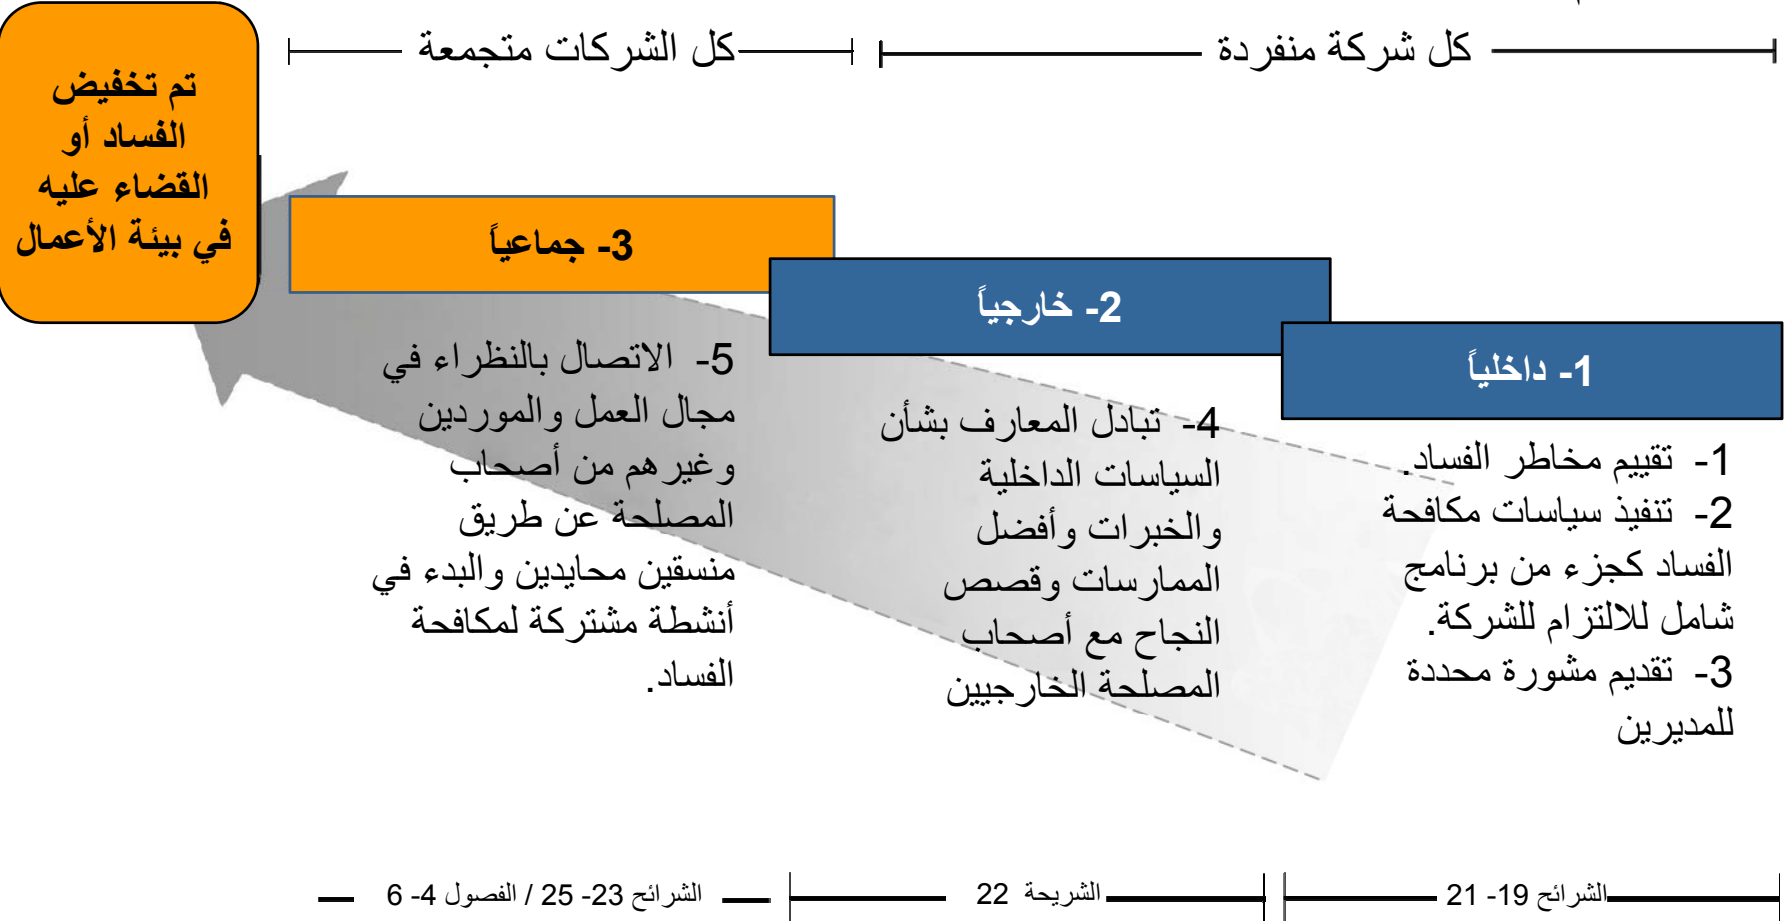 كل شركة منفردة
كل الشركات متجمعة
تم تخفيض
الفساد أو
القضاء عليه
في بيئة الأعمال
1- داخلياً
1- تقييم مخاطر الفساد.
2- تنفيذ سياسات مكافحة
الفساد كجزء من برنامج
شامل للالتزام للشركة.
3- تقديم مشورة محددة
للمديرين
2- خارجياً
4- تبادل المعارف بشأن
السياسات الداخلية
والخبرات وأفضل
الممارسات وقصص
النجاح مع أصحاب
المصلحة الخارجيين
3- جماعياً
5- الاتصال بالنظراء في
مجال العمل والموردين
وغيرهم من أصحاب
المصلحة عن طريق
منسقين محايدين والبدء في
أنشطة مشتركة لمكافحة
الفساد.
الشرائح 19- 21
الشريحة 22
الشرائح 23- 25 / الفصول 4- 6